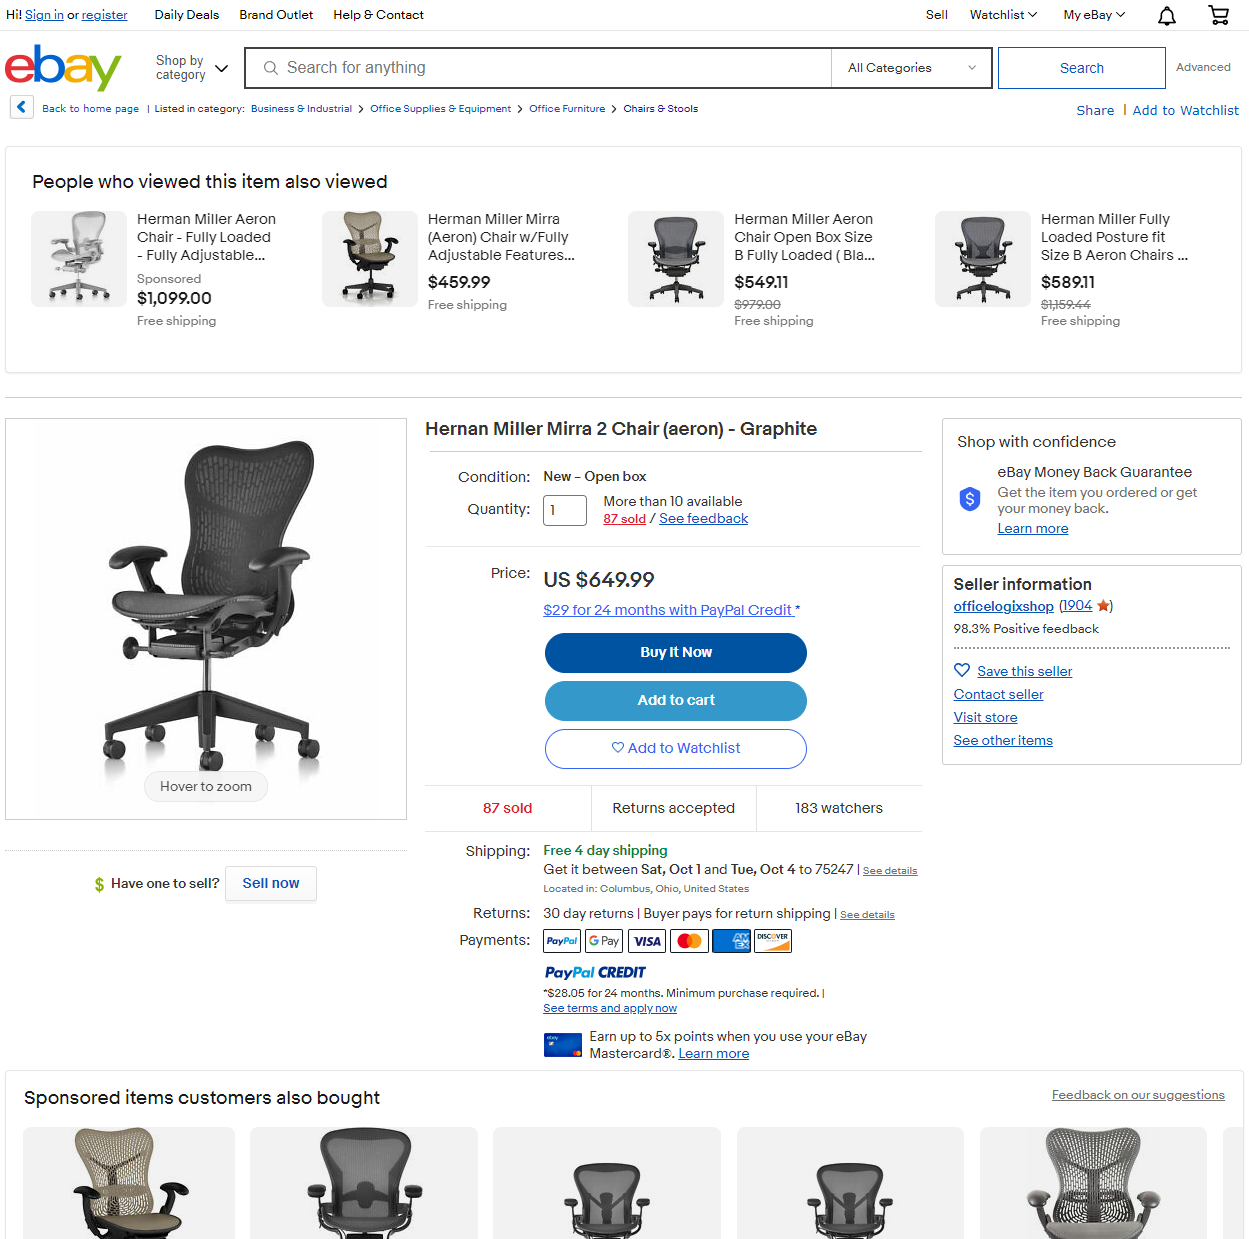 Hi! Sign in or register Daily Deals Brand Outlet Help & Contact Sell Watchlist My eBay
ebay Shop by category Search for anything All Categories Search Advanced
Back to home page | Listed in category: Business & Industrial > Office Supplies & Equipment > Office Furniture > Chairs & Stools Share | Add to Watchlist
People who viewed this item also viewed
Herman Miller Aeron
Chair - Fully Loaded
- Fully Adjustable...
Sponsored
$1,099.00
Free shipping
Herman Miller Mirra
(Aeron) Chair w/Fully
Adjustable Features...
$459.99
Free shipping
Herman Miller Aeron
Chair Open Box Size
B Fully Loaded ( Bla...
$549.11
$979.00
Free shipping
Herman Miller Fully
Loaded Posture fit
Size B Aeron Chairs ...
$589.11
$1,159.44
Free shipping
Hover to zoom
$ Have one to sell? Sell now
Hernan Miller Mirra 2 Chair (aeron) - Graphite
Condition: New – Open box
Quantity: 1 More than 10 available
87 sold / See feedback
Price: US $649.99
$29 for 24 months with PayPal Credit *
Buy It Now
Add to cart
Add to Watchlist
87 sold Returns accepted 183 watchers
Shipping: Free 4 day shipping
Get it between Sat, Oct 1 and Tue, Oct 4 to 75247 | See details
Located in: Columbus, Ohio, United States
Returns: 30 day returns | Buyer pays for return shipping | See details
Payments: PayPal G Pay VISA AMEX DISCOVER
PayPal CREDIT
*$28.05 for 24 months. Minimum purchase required. |
See terms and apply now
ebay
Earn up to 5x points when you use your eBay
Mastercard®. Learn more
Shop with confidence
eBay Money Back Guarantee
$
Get the item you ordered or get
your money back.
Learn more
Seller information
officelogixshop (1904)
98.3% Positive feedback
Save this seller
Contact seller
Visit store
See other items
Sponsored items customers also bought Feedback on our suggestions